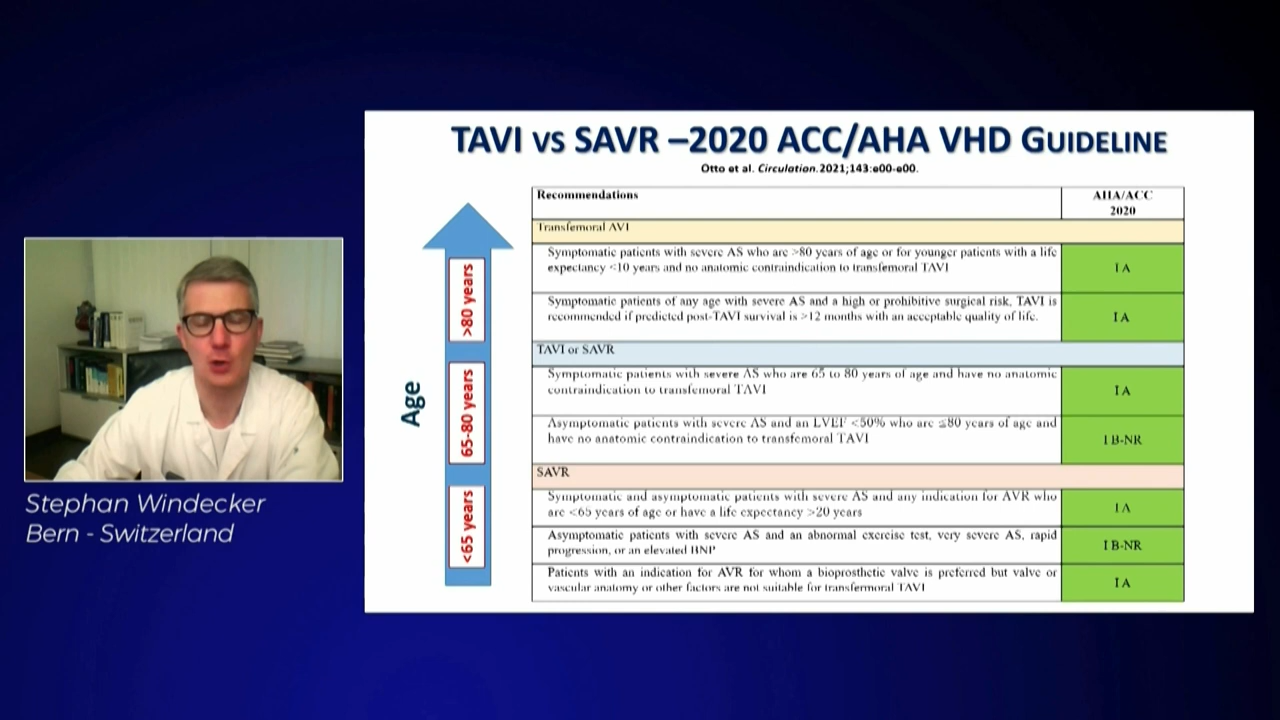 TAVI VS SAVR –2020 ACC/AHA VHD GUIDELINE
Otto et al. Circulation.2021;143:e00-e00.
Recommendations
AHA/ACC
2020
Transfemoral AVI
Symptomatic patients with severe AS who are >80 years of age or for younger patients with a life
expectancy <10 years and no anatomic contraindication to transfemoral TAVI
I A
Symptomatic patients of any age with severe AS and a high or prohibitive surgical risk, TAVI is
recommended if predicted post-TAVI survival is >12 months with an acceptable quality of life.
I A
TAVI or SAVR
Symptomatic patients with severe AS who are 65 to 80 years of age and have no anatomic
contraindication to transfemoral TAVI
I A
Asymptomatic patients with severe AS and an LVEF <50% who are ≤80 years of age and
have no anatomic contraindication to transfemoral TAVI
I B-NR
SAVR
Symptomatic and asymptomatic patients with severe AS and any indication for AVR who
are <65 years of age or have a life expectancy >20 years
I A
Asymptomatic patients with severe AS and an abnormal exercise test, very severe AS, rapid
progression, or an elevated BNP
I B-NR
Patients with an indication for AVR for whom a bioprosthetic valve is preferred but valve or
vascular anatomy or other factors are not suitable for transfermoral TAVI
I A
Age
>80 years
65-80 years
<65 years
Stephan Windecker
Bern - Switzerland